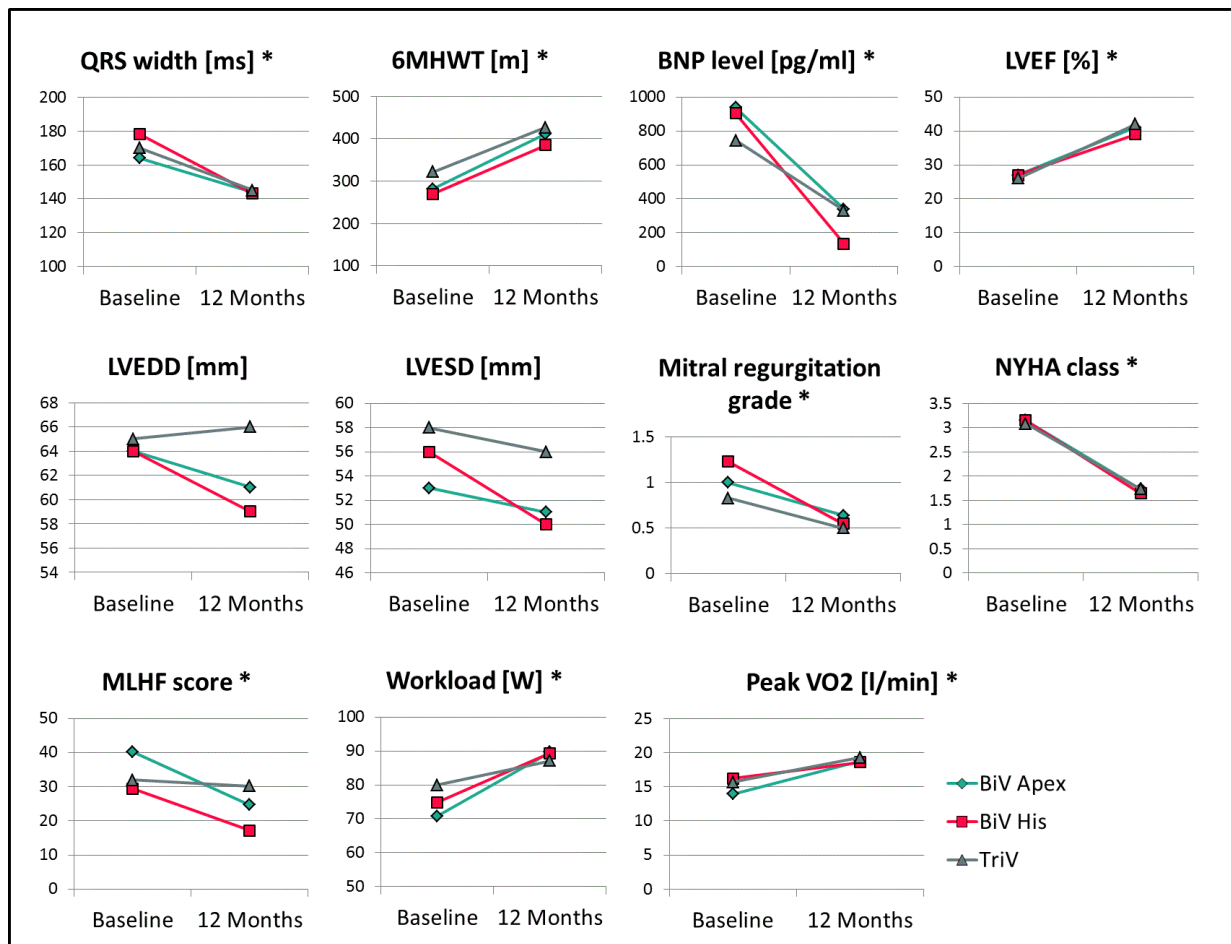 QRS width [ms] *
200
180
160
140
120
100
Baseline 12 Months
6MHWT [m] *
500
400
300
200
100
Baseline 12 Months
BNP level [pg/ml] *
1000
800
600
400
200
0
Baseline 12 Months
LVEF [%] *
50
40
30
20
10
0
Baseline 12 Months
LVEDD [mm]
68
66
64
62
60
58
56
54
Baseline 12 Months
LVESD [mm]
60
58
56
54
52
50
48
46
Baseline 12 Months
Mitral regurgitation
grade *
1.5
1
0.5
0
Baseline 12 Months
NYHA class *
3.5
3
2.5
2
1.5
1
0.5
0
Baseline 12 Months
MLHF score *
50
40
30
20
10
0
Baseline 12 Months
Workload [W] *
100
90
80
70
60
50
Baseline 12 Months
Peak VO2 [l/min] *
25
20
15
10
5
0
Baseline 12 Months
BiV Apex
BiV His
TriV